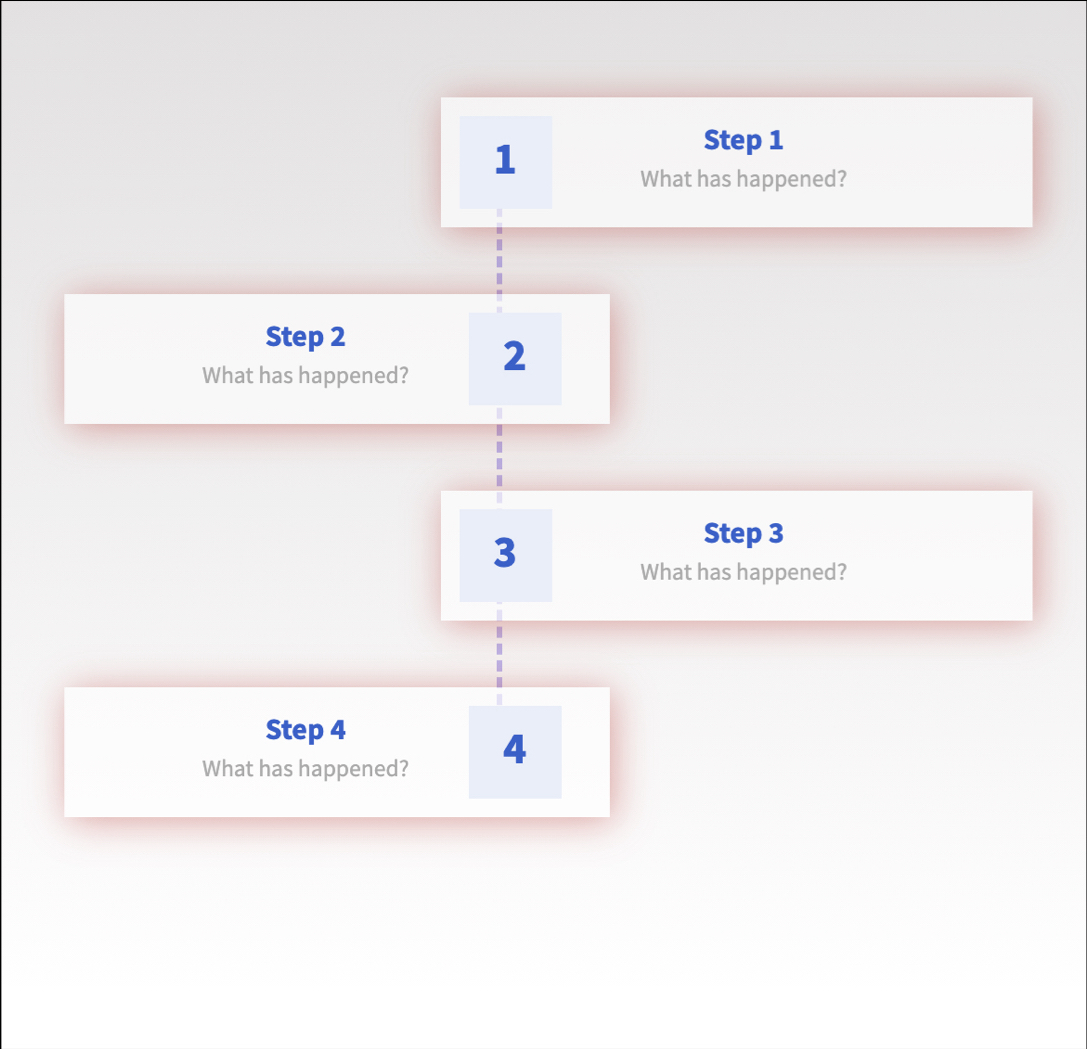 1
Step 1
What has happened?
Step 2
What has happened?
2
3
Step 3
What has happened?
Step 4
What has happened?
4